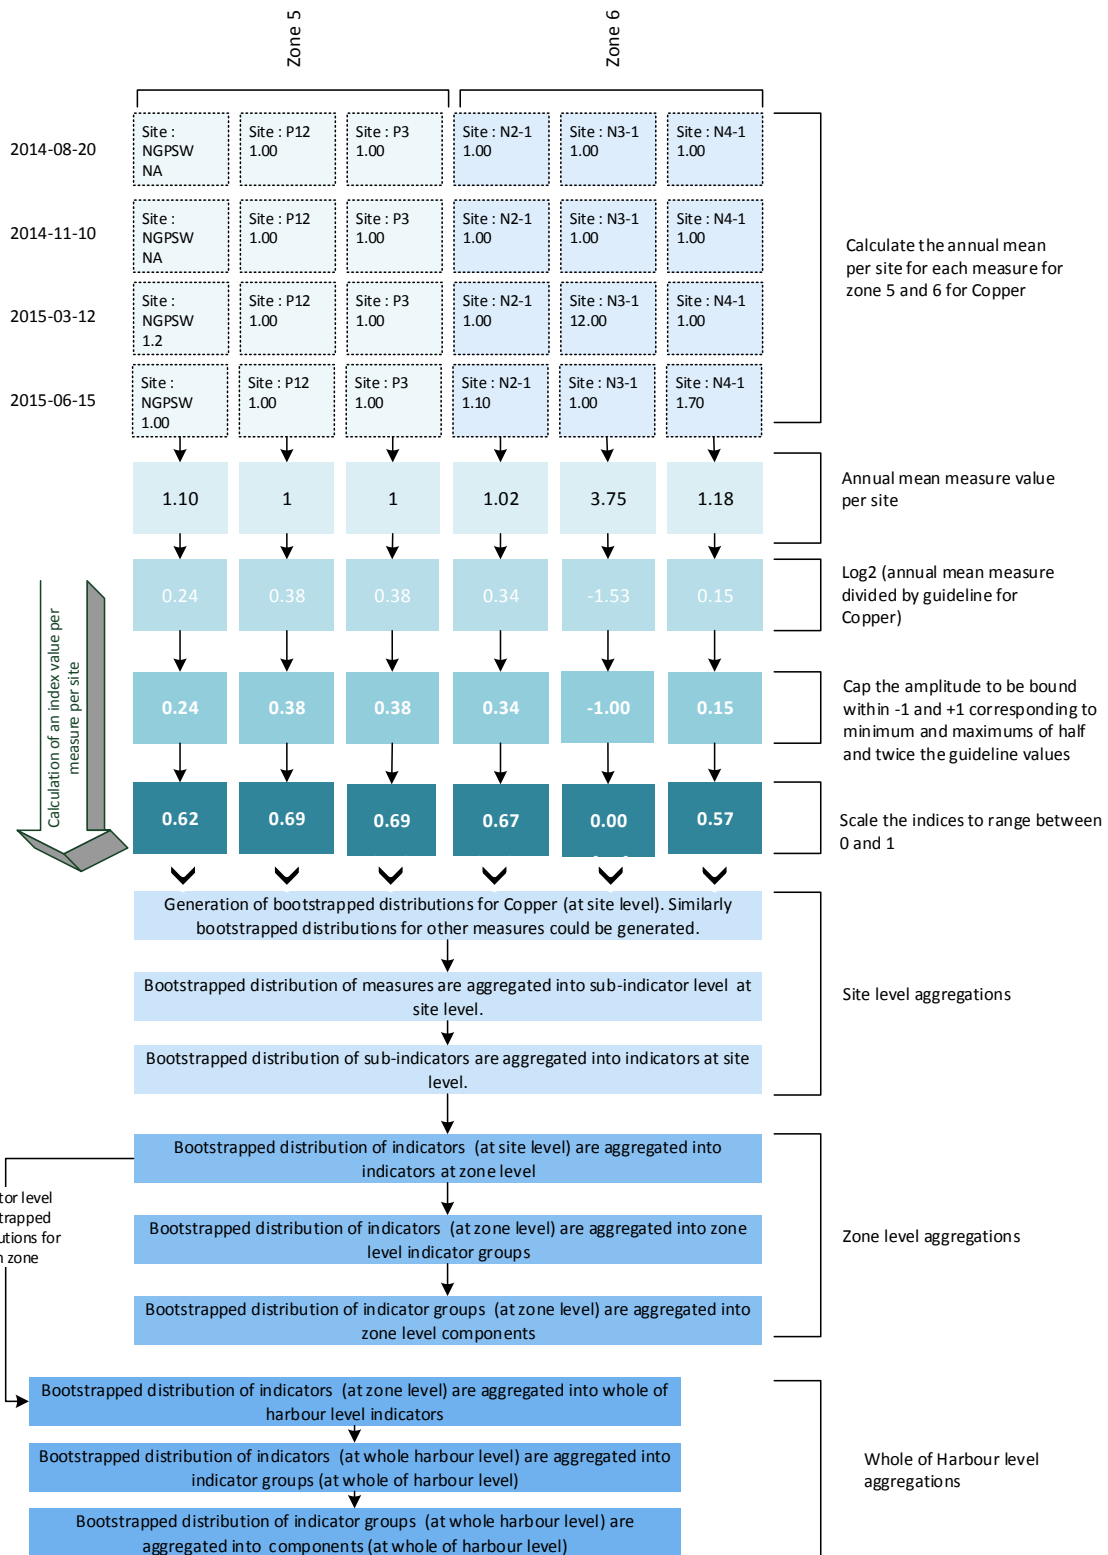 Zone 5
Zone 6
2014-08-20
Site :
NGPSW
NA
Site : P12
1.00
Site : P3
1.00
Site : N2-1
1.00
Site : N3-1
1.00
Site : N4-1
1.00
2014-11-10
Site :
NGPSW
NA
Site : P12
1.00
Site : P3
1.00
Site : N2-1
1.00
Site : N3-1
1.00
Site : N4-1
1.00
2015-03-12
Site :
NGPSW
1.2
Site : P12
1.00
Site : P3
1.00
Site : N2-1
1.00
Site : N3-1
12.00
Site : N4-1
1.00
2015-06-15
Site :
NGPSW
1.00
Site : P12
1.00
Site : P3
1.00
Site : N2-1
1.10
Site : N3-1
1.00
Site : N4-1
1.70
Calculate the annual mean
per site for each measure for
zone 5 and 6 for Copper
1.10
1
1
1.02
3.75
1.18
Annual mean measure value
per site
0.24
0.38
0.38
0.34
-1.53
0.15
Log2 (annual mean measure
divided by guideline for
Copper)
0.24
0.38
0.38
0.34
-1.00
0.15
Cap the amplitude to be bound
within -1 and +1 corresponding to
minimum and maximums of half
and twice the guideline values
0.62
0.69
0.69
0.67
0.00
0.57
Scale the indices to range between
0 and 1
Calculation of an index value per
measure per site
Generation of bootstrapped distributions for Copper (at site level). Similarly
bootstrapped distributions for other measures could be generated.
Bootstrapped distribution of measures are aggregated into sub-indicator level at
site level.
Bootstrapped distribution of sub-indicators are aggregated into indicators at site
level.
Site level aggregations
Bootstrapped distribution of indicators (at site level) are aggregated into
indicators at zone level
Bootstrapped distribution of indicators (at zone level) are aggregated into zone
level indicator groups
Bootstrapped distribution of indicator groups (at zone level) are aggregated into
zone level components
Zone level aggregations
tor level
trapped
utions for
zone
Bootstrapped distribution of indicators (at zone level) are aggregated into whole of
harbour level indicators
Bootstrapped distribution of indicators (at whole harbour level) are aggregated into
indicator groups (at whole of harbour level)
Bootstrapped distribution of indicator groups (at whole harbour level) are
aggregated into components (at whole of harbour level)
Whole of Harbour level
aggregations